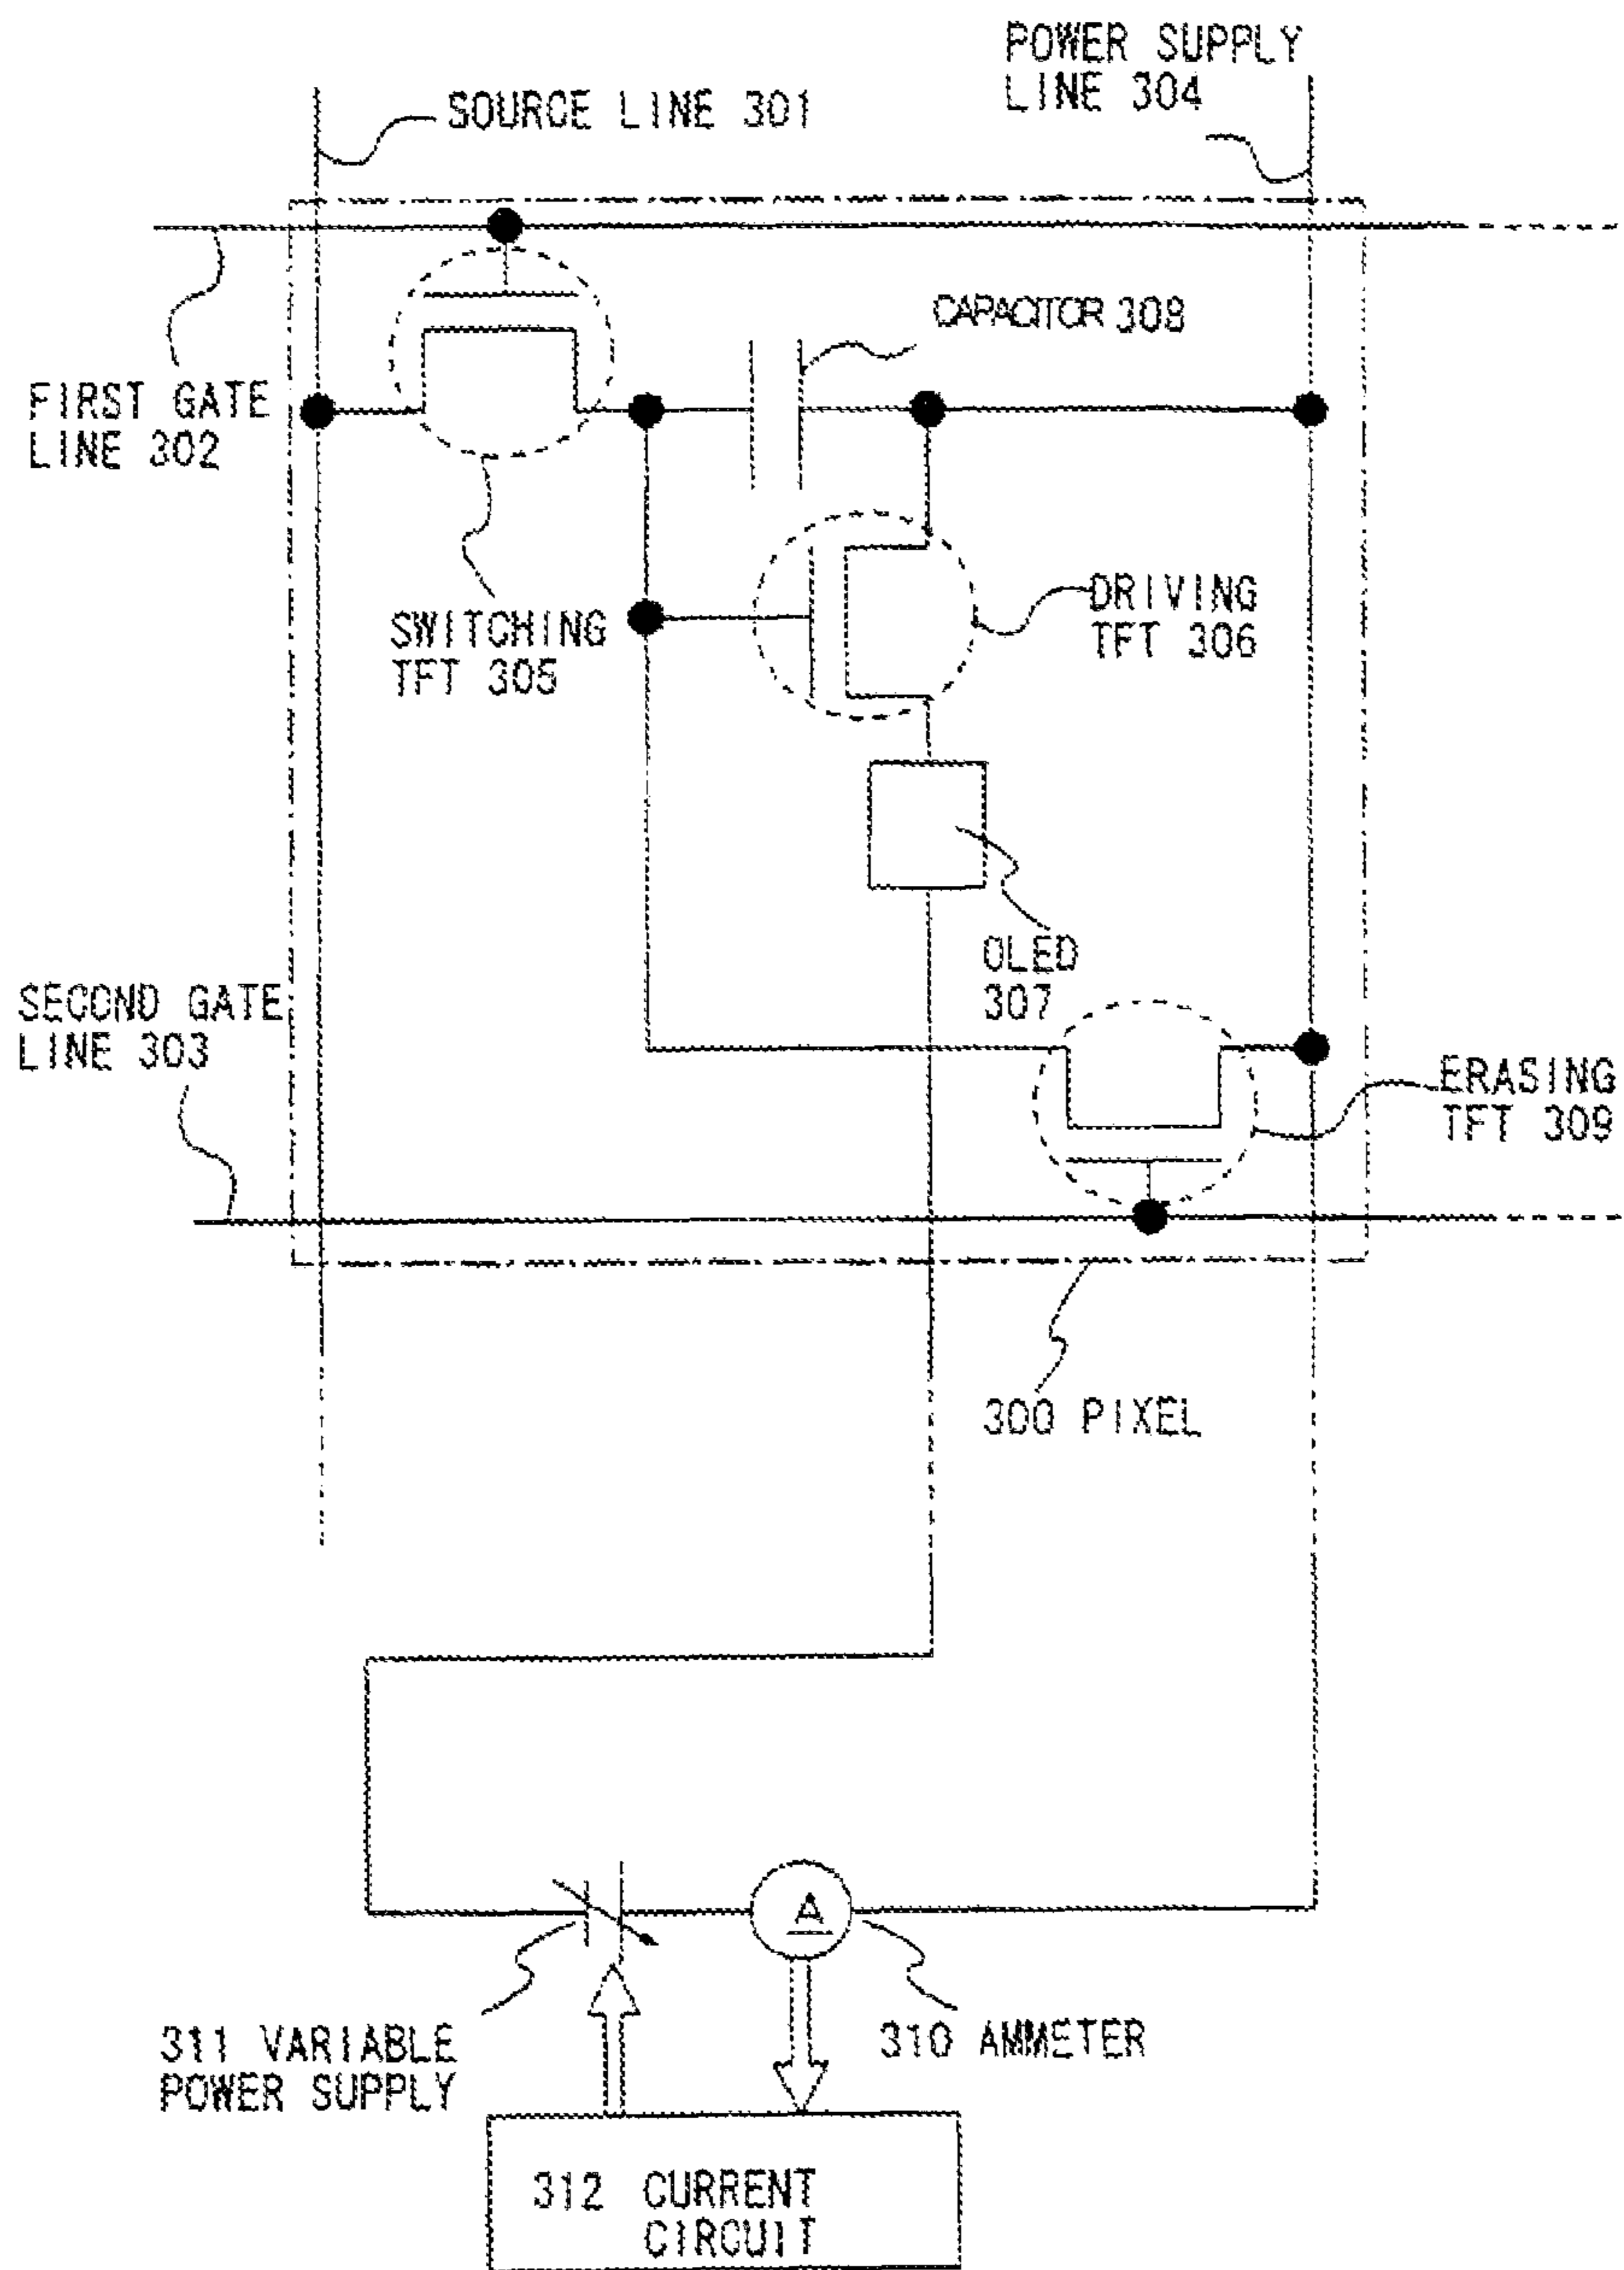 POWER SUPPLY
LINE 304
SOURCE LINE 301
CAPACITOR 308
FIRST GATE
LINE 302
DRIVING
TFT 306
SWITCHING
TFT 305
OLED
307
SECOND GATE
LINE 303
ERASING
TFT 309
300 PIXEL
A
311 VARIABLE
POWER SUPPLY
310 AMMETER
312 CURRENT
CIRCUIT